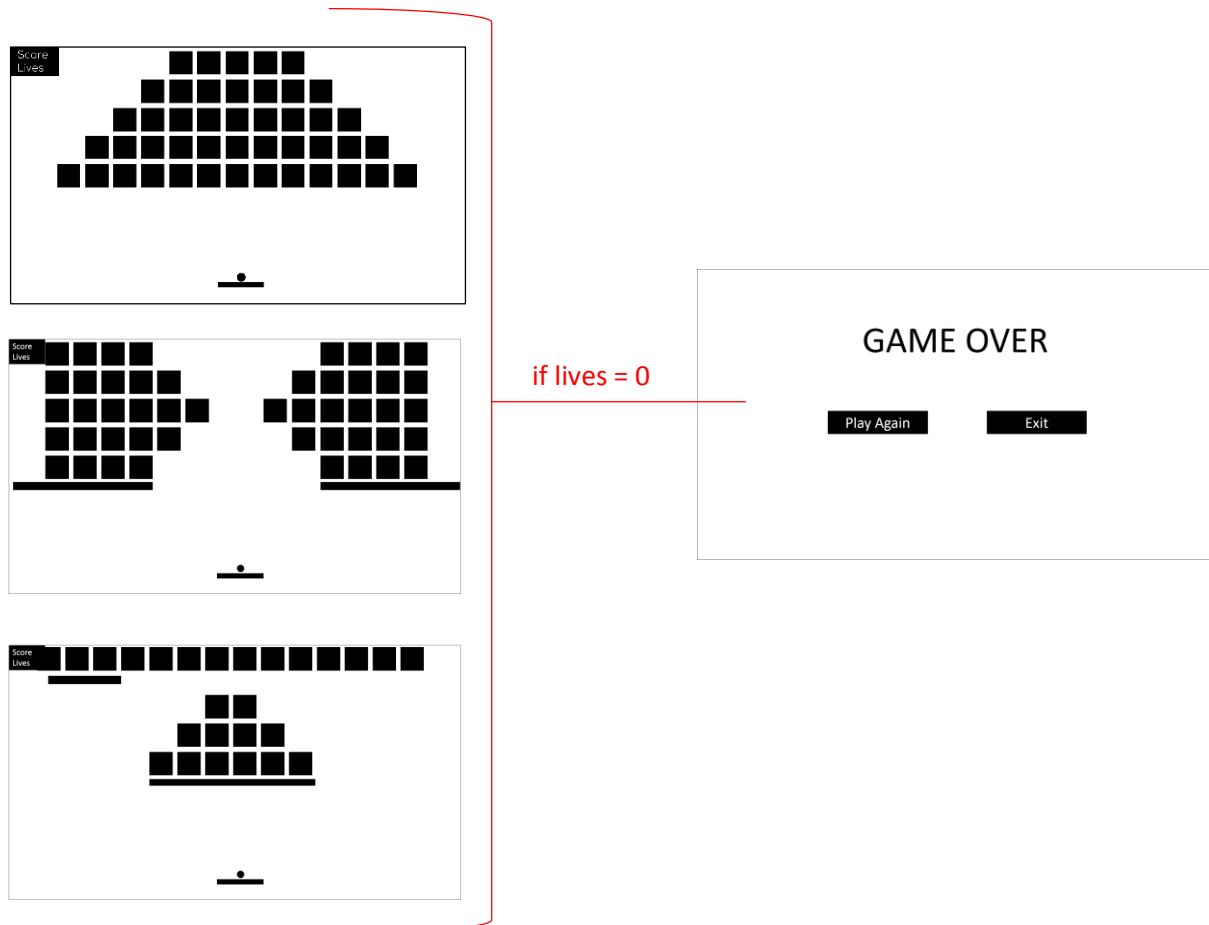 Score
Lives
Score
Lives
Score
Lives
if lives = 0
GAME OVER
Play Again
Exit